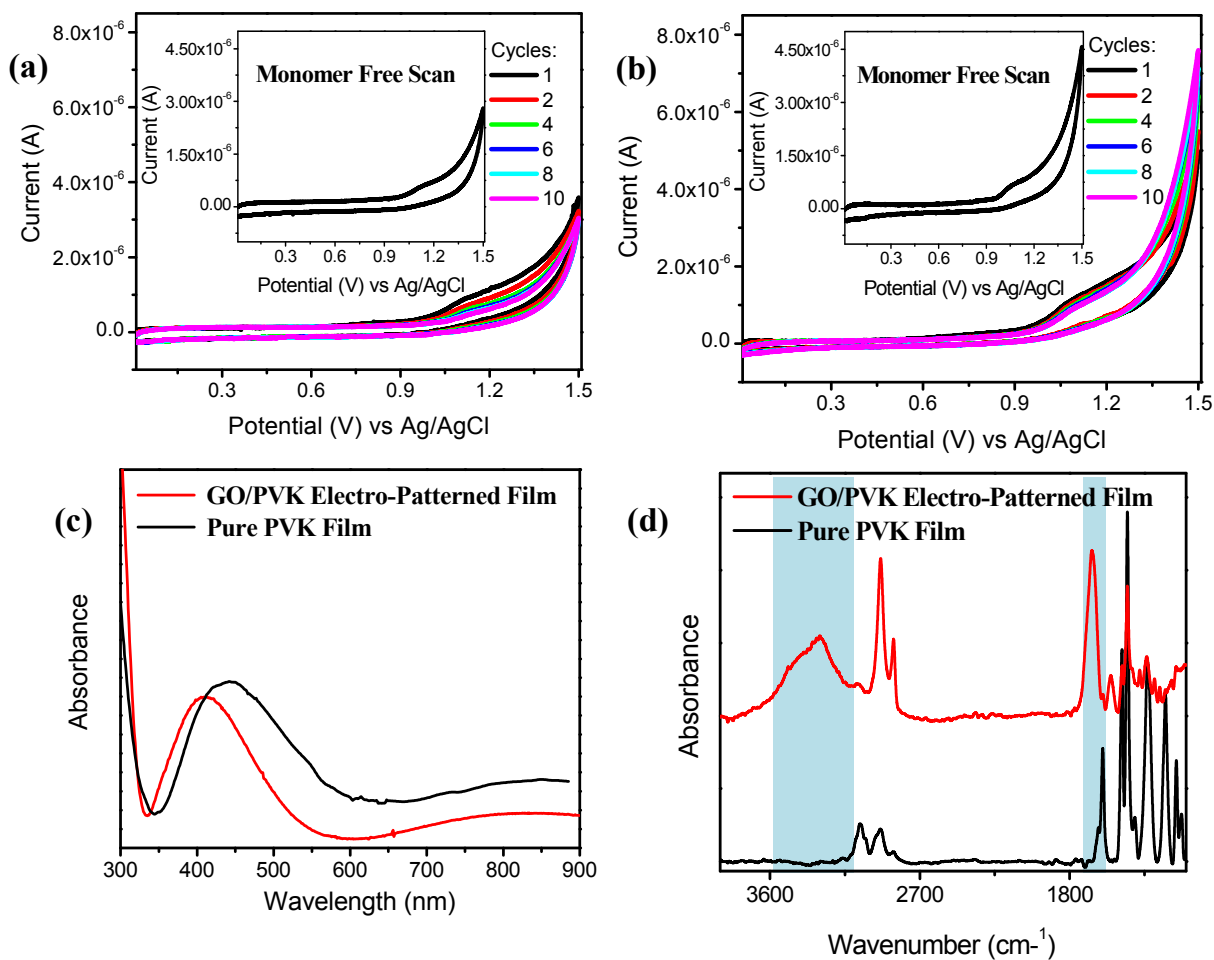 (a)
8.0x10-6
6.0x10-6
4.0x10-6
2.0x10-6
0.0
Current (A)
0.3 0.6 0.9 1.2 1.5
Potential (V) vs Ag/AgCl
4.50x10-6
3.00x10-6
1.50x10-6
0.00
Current (A)
Monomer Free Scan
0.3 0.6 0.9 1.2 1.5
Potential (V) vs Ag/AgCl
Cycles:
1
2
4
6
8
10
(b)
8.0x10-6
6.0x10-6
4.0x10-6
2.0x10-6
0.0
Current (A)
0.3 0.6 0.9 1.2 1.5
Potential (V) vs Ag/AgCl
4.50x10-6
3.00x10-6
1.50x10-6
0.00
Current (A)
Monomer Free Scan
0.3 0.6 0.9 1.2 1.5
Potential (V) vs Ag/AgCl
Cycles:
1
2
4
6
8
10
(c)
GO/PVK Electro-Patterned Film
Pure PVK Film
Absorbance
300 400 500 600 700 800 900
Wavelength (nm)
(d)
GO/PVK Electro-Patterned Film
Pure PVK Film
Absorbance
3600 2700 1800
Wavenumber (cm-1)